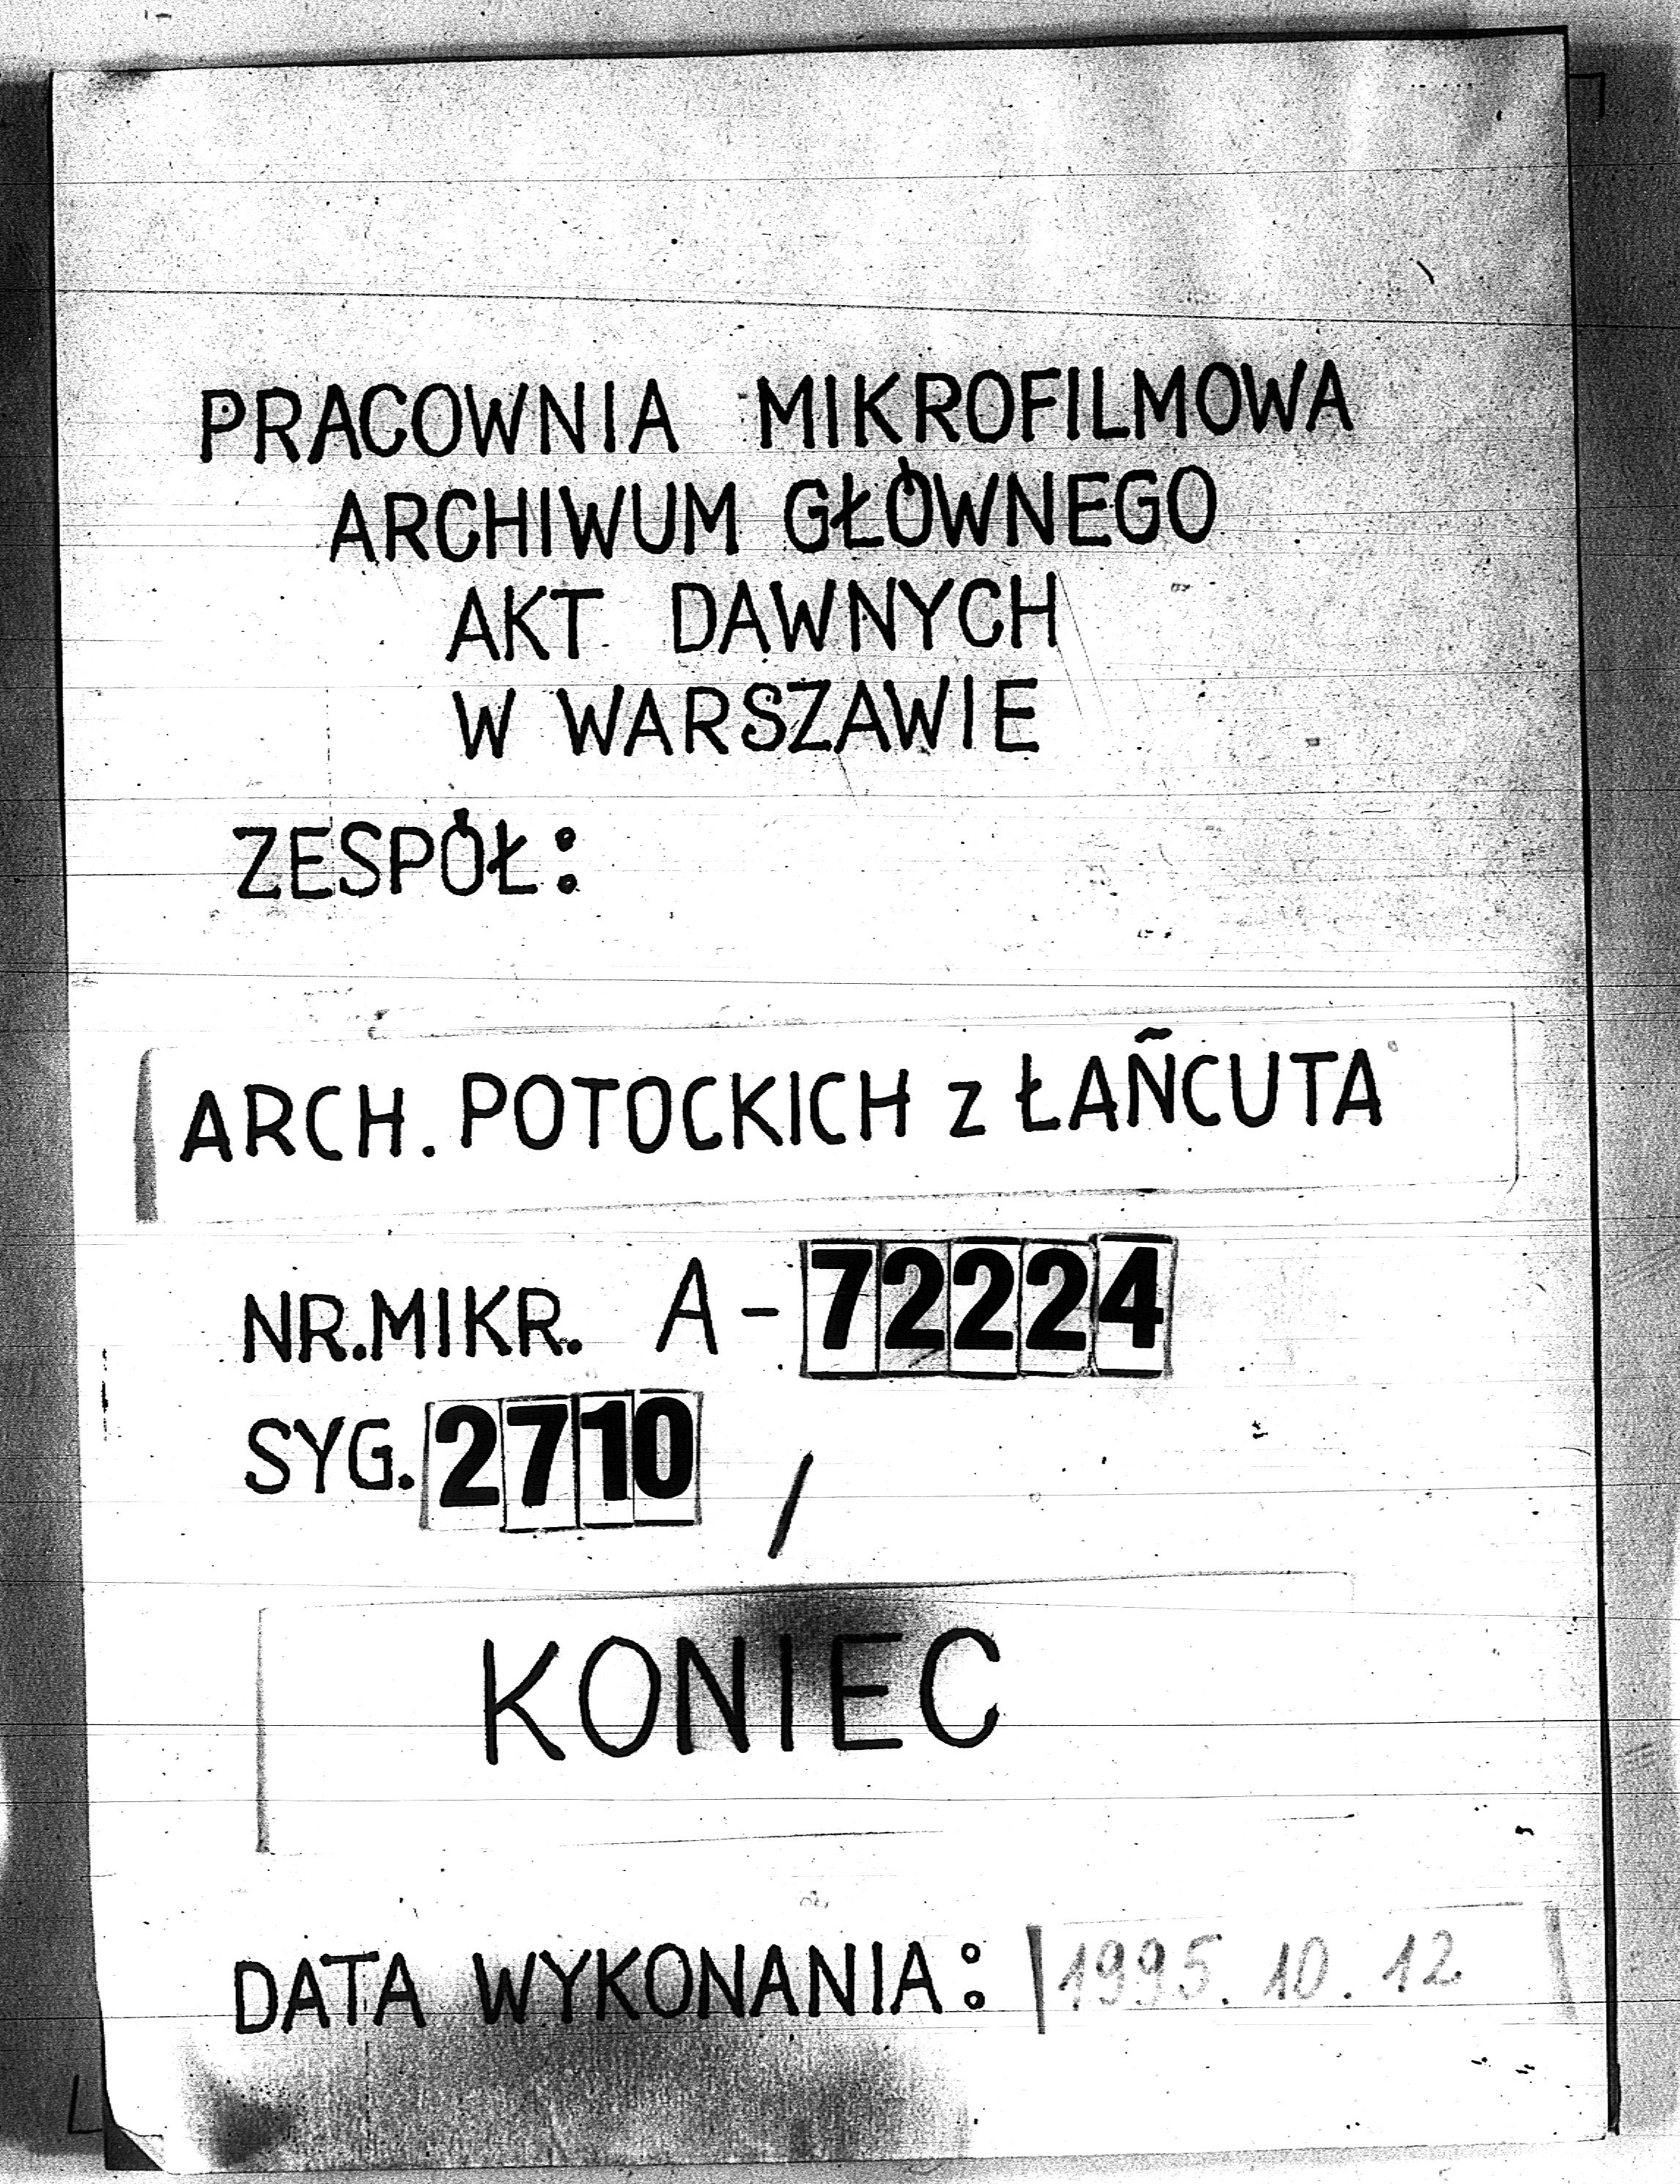 PRACOWNIA MIKROFILMOWA
ARCHIWUM GŁÓWNEGO
AKT DAWNYCH
W WARSZAWIE
ZESPÓŁ:
ARCH. POTOCKICH z ŁAŃCUTA
NR.MIKR. A-72224
SYG. 2710 /
KONIEC
DATA WYKONANIA: 1995.10.12